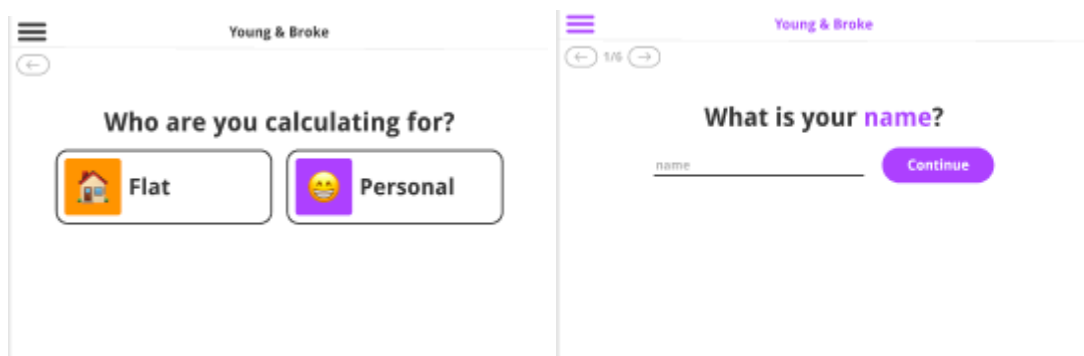 Young & Broke
Who are you calculating for?
Flat
Personal
Young & Broke
1/6
What is your name?
name
Continue